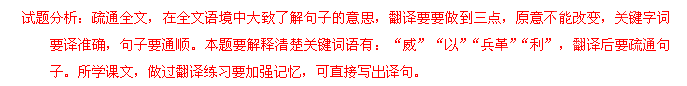 试题分析：疏通全文，在全文语境中大致了解句子的意思，翻译要要做到三点，原意不能改变，关键字词
要译准确，句子要通顺。本题要解释清楚关键词语有：“威”“以”“兵革”“利”，翻译后要疏通句
子。所学课文，做过翻译练习要加强记忆，可直接写出译句。